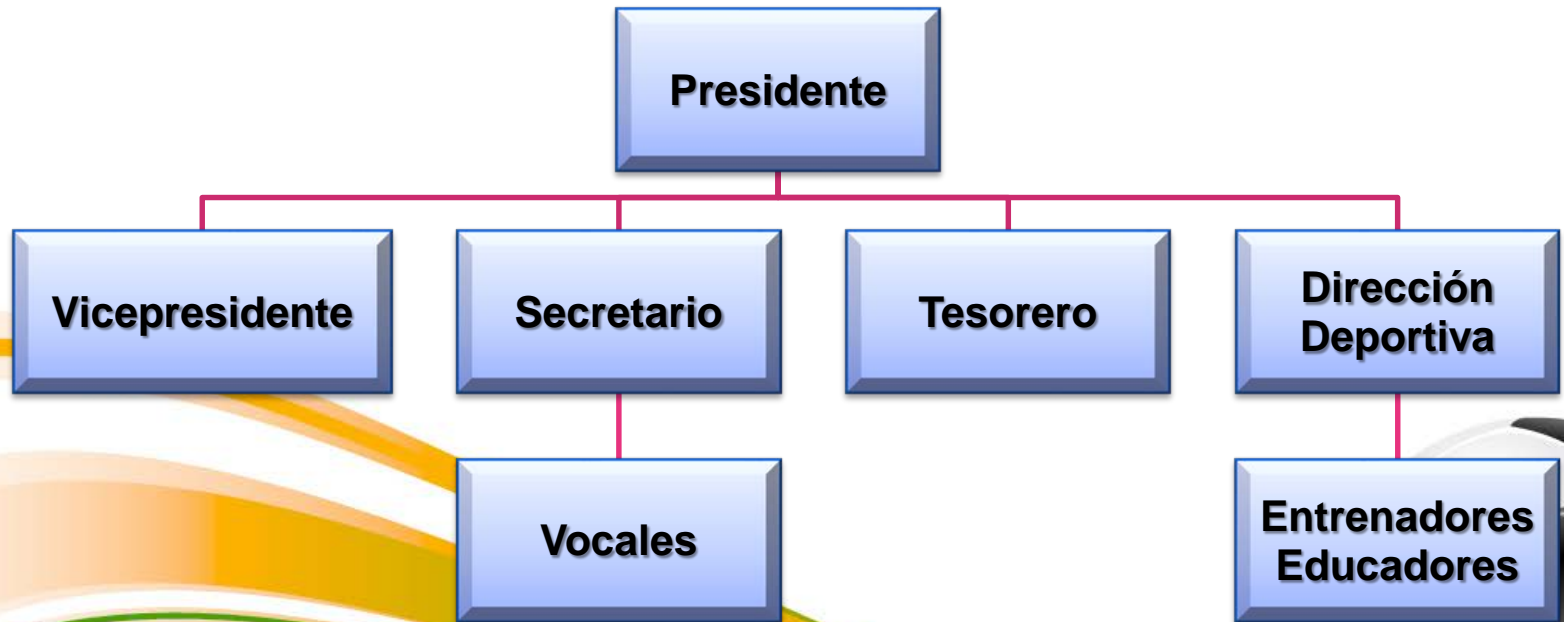 Presidente
Vicepresidente
Secretario
Tesorero
Dirección
Deportiva
Vocales
Entrenadores
Educadores